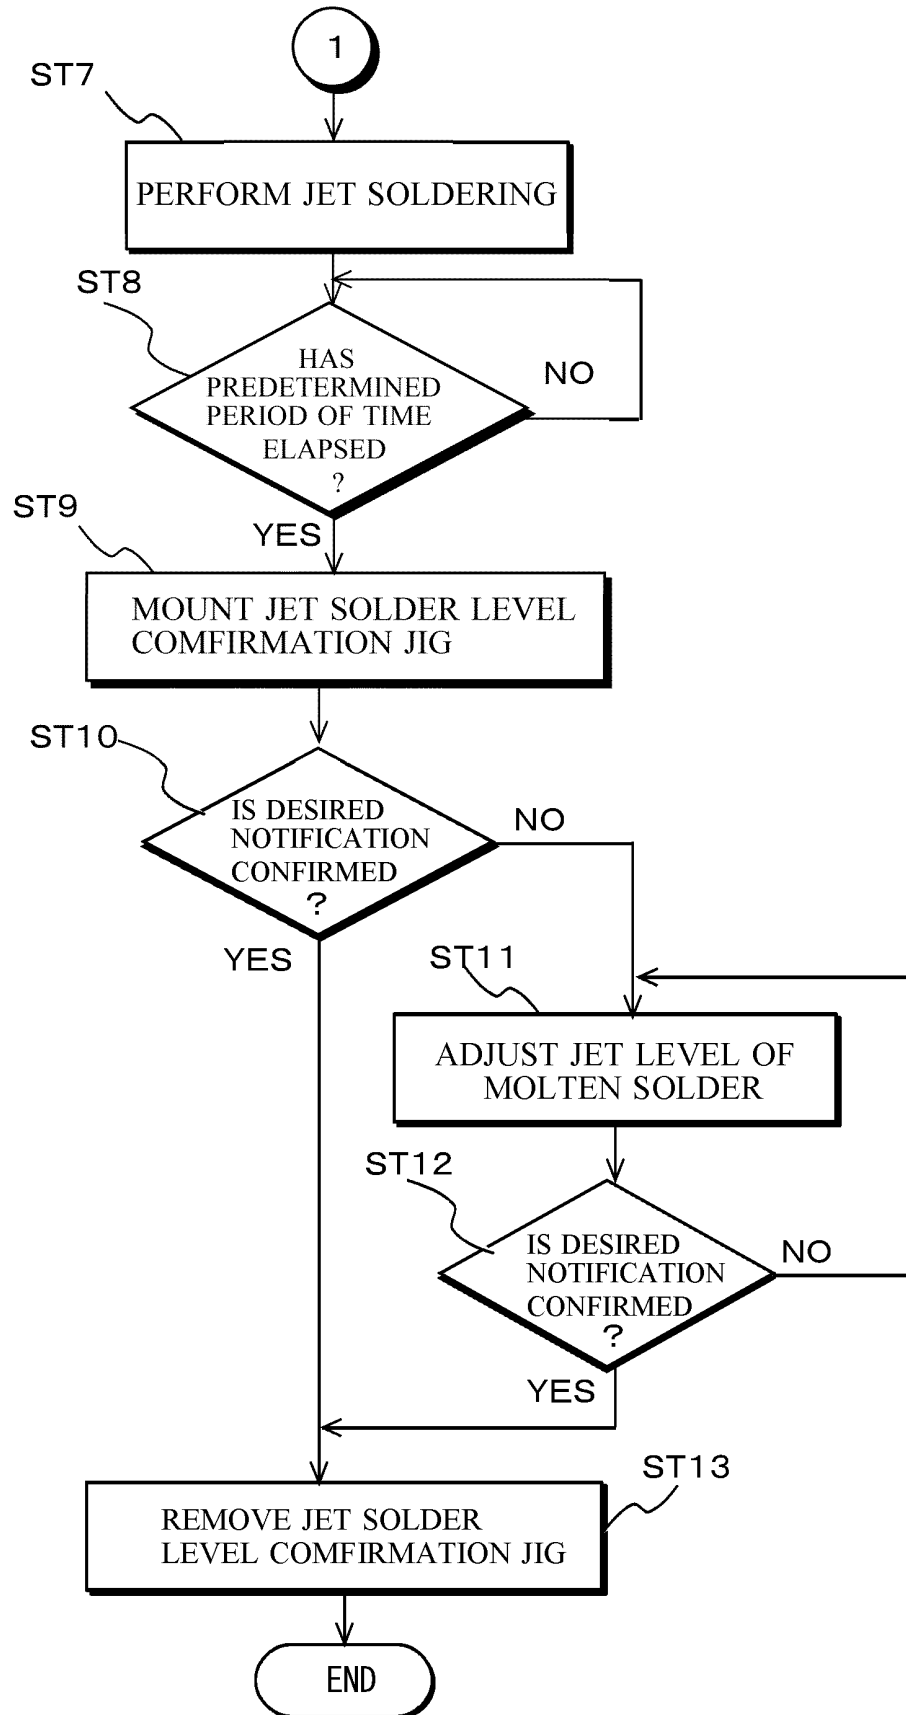 1
ST7
PERFORM JET SOLDERING
ST8
HAS
PREDETERMINED
PERIOD OF TIME
ELAPSED
?
NO
YES
ST9
MOUNT JET SOLDER LEVEL
COMFIRMATION JIG
ST10
IS DESIRED
NOTIFICATION
CONFIRMED
?
NO
YES
ST11
ADJUST JET LEVEL OF
MOLTEN SOLDER
ST12
IS DESIRED
NOTIFICATION
CONFIRMED
?
NO
YES
ST13
REMOVE JET SOLDER
LEVEL COMFIRMATION JIG
END